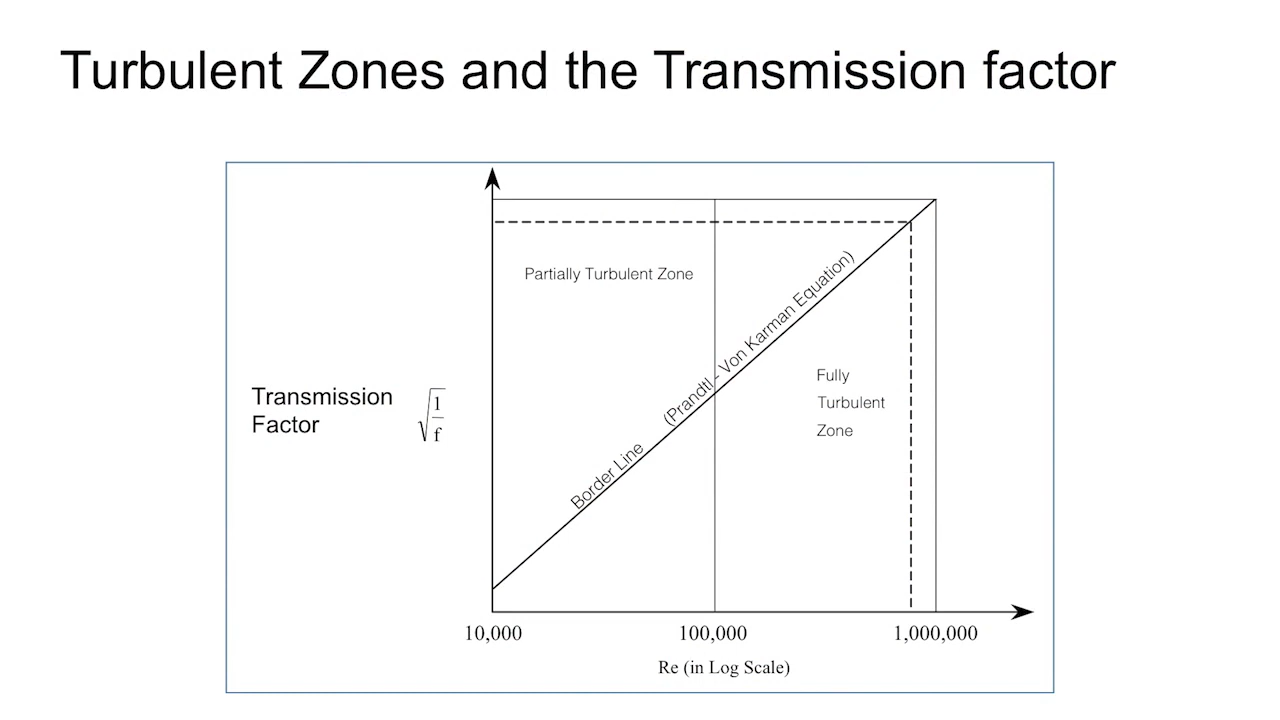 Turbulent Zones and the Transmission factor
Partially Turbulent Zone
Border Line (Prandtl - Von Karman Equation)
Fully
Turbulent
Zone
Transmission
Factor
√1/f
10,000 100,000 1,000,000
Re (in Log Scale)